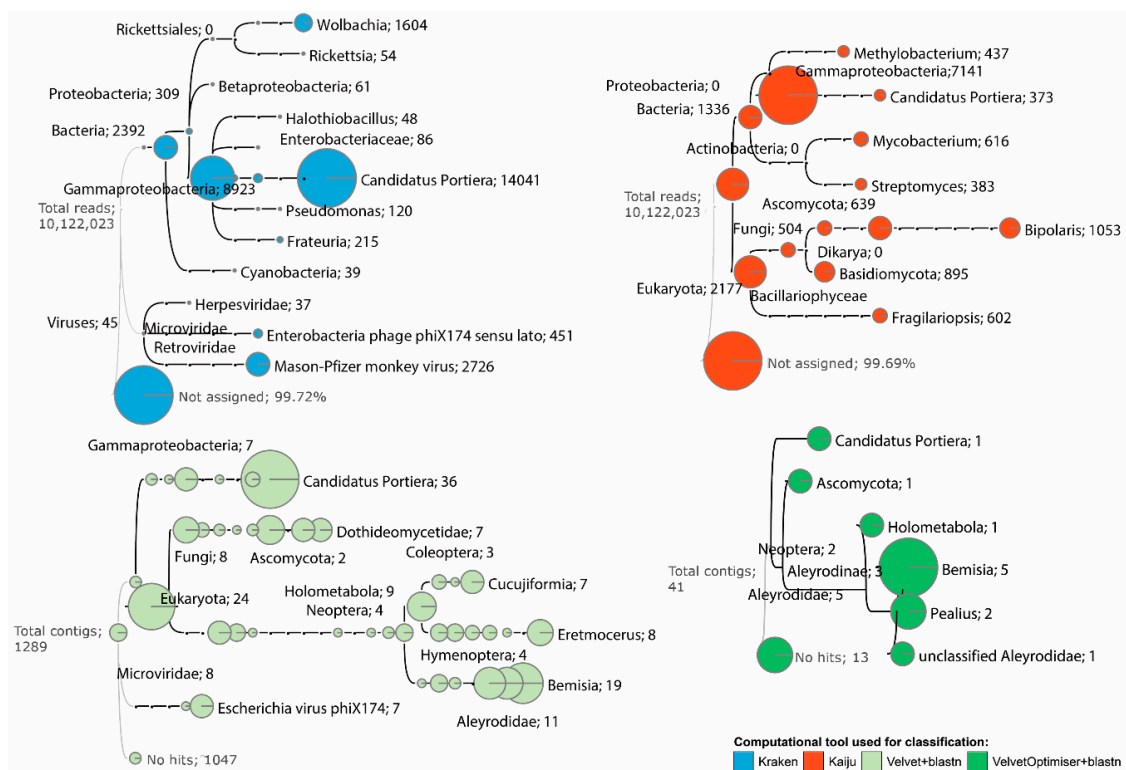 Rickettsiales; 0
Wolbachia; 1604
Rickettsia; 54
Proteobacteria; 309
Betaproteobacteria; 61
Halothiobacillus; 48
Bacteria; 2392
Enterobacteriaceae; 86
Gammaproteobacteria; 8923
Candidatus Portiera; 14041
Total reads;
10,122,023
Pseudomonas; 120
Frateuria; 215
Cyanobacteria; 39
Herpesviridae; 37
Viruses; 45
Microviridae
Enterobacteria phage phiX174 sensu lato; 451
Retroviridae
Mason-Pfizer monkey virus; 2726
Not assigned; 99.72%
Methylobacterium; 437
Gammaproteobacteria;7141
Proteobacteria; 0
Candidatus Portiera; 373
Bacteria; 1336
Mycobacterium; 616
Actinobacteria; 0
Streptomyces; 383
Total reads;
10,122,023
Ascomycota; 639
Fungi; 504
Bipolaris; 1053
Dikarya; 0
Basidiomycota; 895
Eukaryota; 2177
Bacillariophyceae
Fragilariopsis; 602
Not assigned; 99.69%
Gammaproteobacteria; 7
Candidatus Portiera; 36
Dothideomycetidae; 7
Fungi; 8
Ascomycota; 2
Coleoptera; 3
Cucujiformia; 7
Holometabola; 9
Eukaryota; 24
Neoptera; 4
Total contigs;
1289
Eretmocerus; 8
Hymenoptera; 4
Microviridae; 8
Bemisia; 19
Escherichia virus phiX174; 7
Aleyrodidae; 11
No hits; 1047
Candidatus Portiera; 1
Ascomycota; 1
Holometabola; 1
Neoptera; 2
Total contigs;
41
Aleyrodinae; 3
Bemisia; 5
Aleyrodidae; 5
Pealius; 2
No hits; 13
unclassified Aleyrodidae; 1
Computational tool used for classification:
Kraken
Kaiju
Velvet+blastn
VelvetOptimiser+blastn